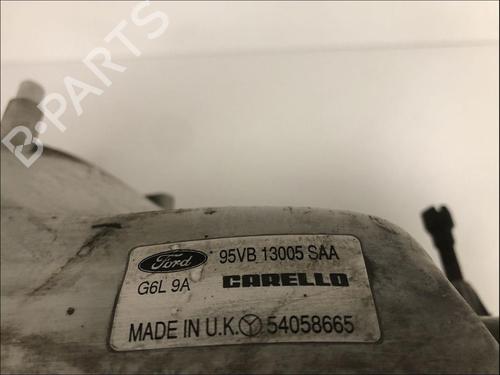 B-PARTS
Ford 95VB 13005 SAA
G6L 9A CARELLO
MADE IN U.K. 54058665